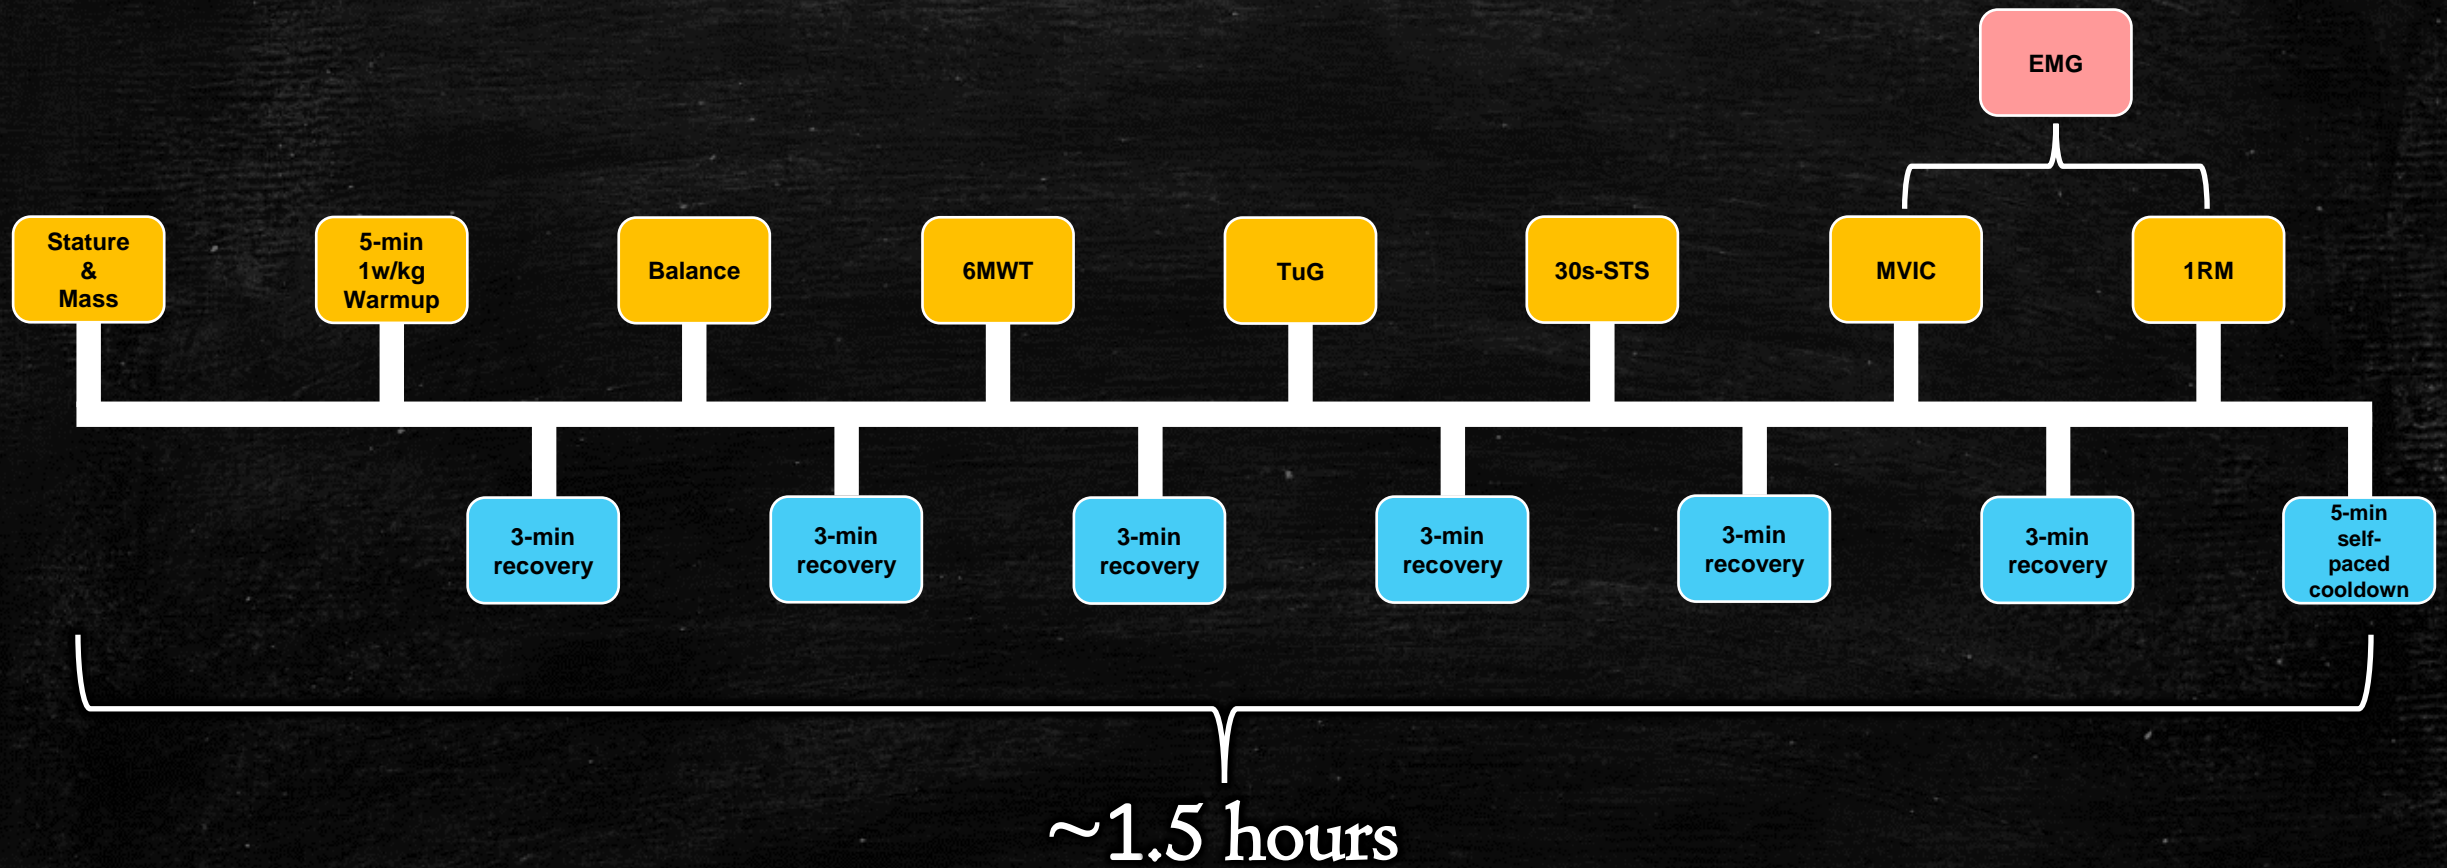 EMG
Stature
&
Mass
5-min
1w/kg
Warmup
Balance
6MWT
TuG
30s-STS
MVIC
1RM
3-min
recovery
3-min
recovery
3-min
recovery
3-min
recovery
3-min
recovery
3-min
recovery
5-min
self-
paced
cooldown
~1.5 hours